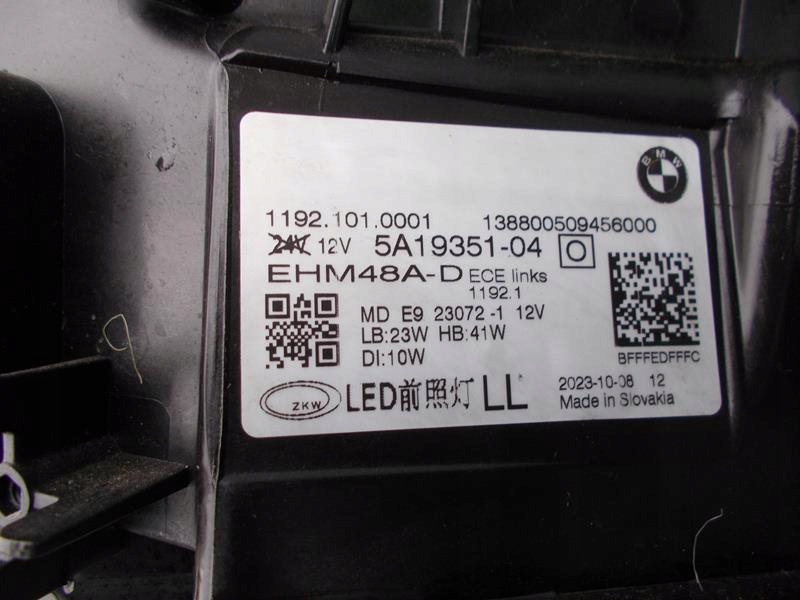 BMW
1192.101.0001 138800509456000
24V 12V 5A19351-04 O
EHM48A-D ECE links
1192.1
MD E9 23072-1 12V
LB:23W HB:41W
DI:10W
BFFFEDFFFC
ZKW LED前照灯 LL
2023-10-08 12
Made in Slovakia